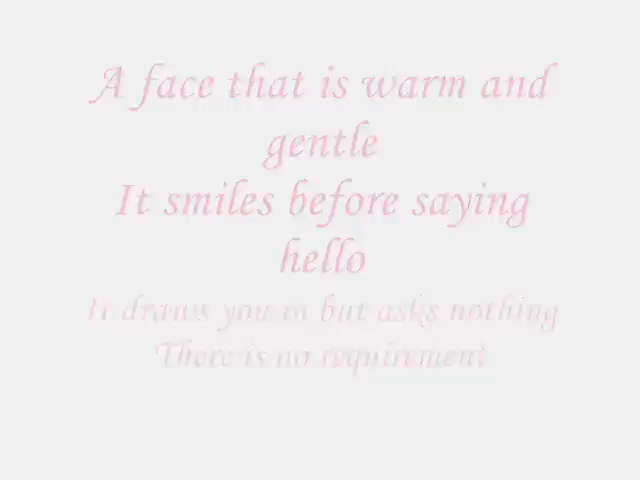 A face that is warm and
gentle
It smiles before saying
hello
It draws you in but asks nothing
There is no requirement